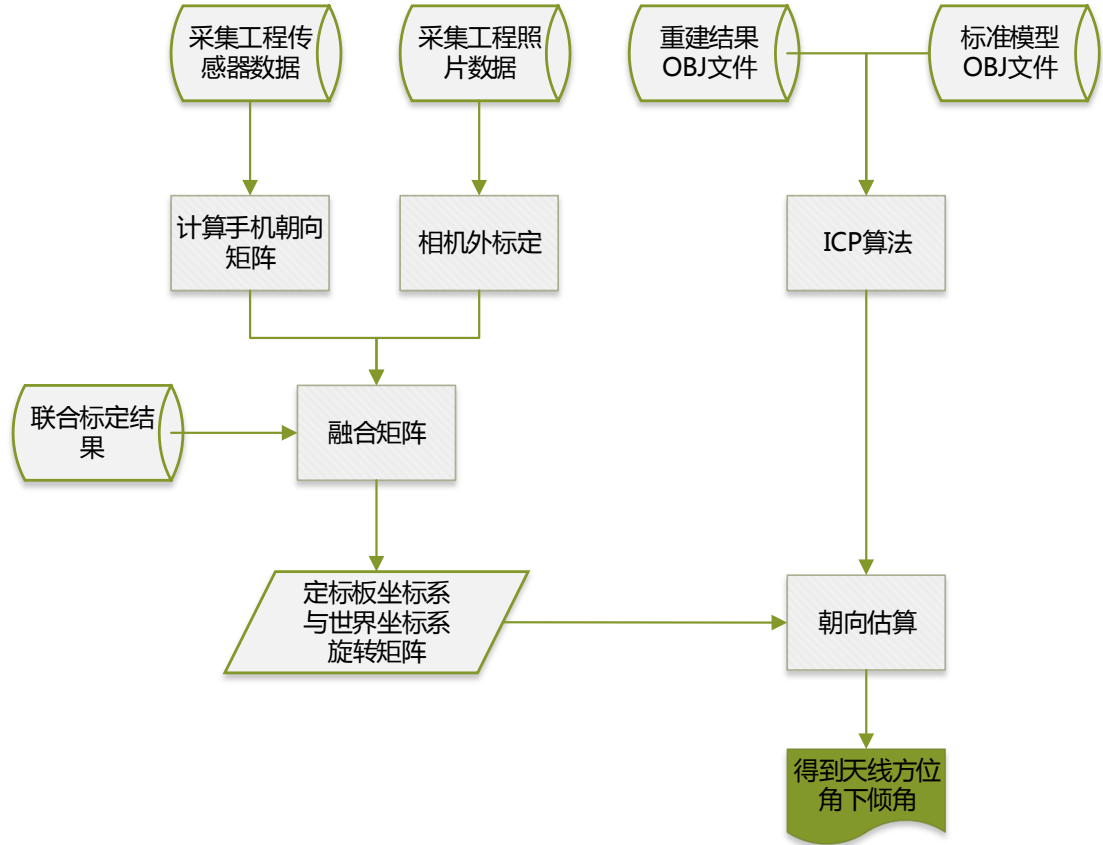 采集工程传
感器数据
采集工程照
片数据
重建结果
OBJ文件
标准模型
OBJ文件
计算手机朝向
矩阵
相机外标定
ICP算法
联合标定结
果
融合矩阵
定标板坐标系
与世界坐标系
旋转矩阵
朝向估算
得到天线方位
角下倾角